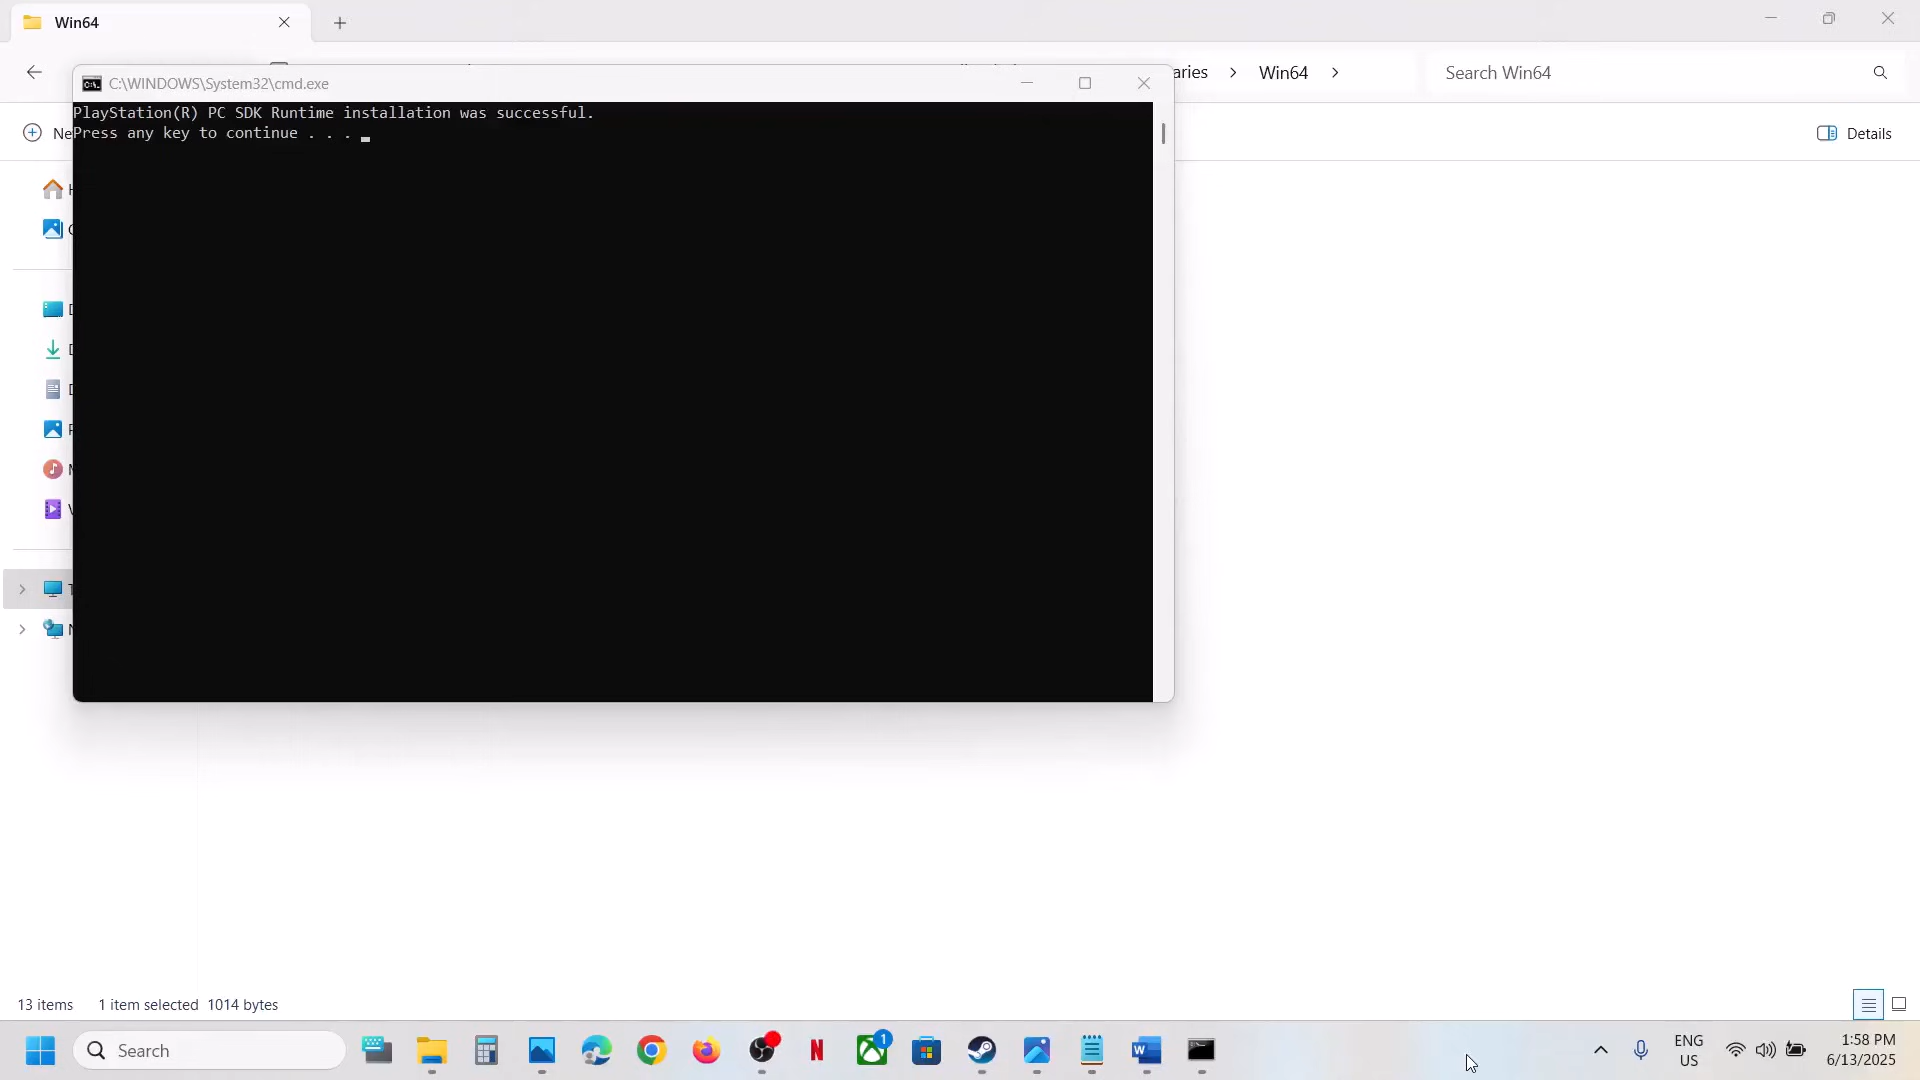 Win64
C:\WINDOWS\System32\cmd.exe
aries > Win64 >
Search Win64
PlayStation(R) PC SDK Runtime installation was successful.
Press any key to continue . . .
Details
13 items 1 item selected 1014 bytes
Search
1
ENG
US
1:58 PM
6/13/2025